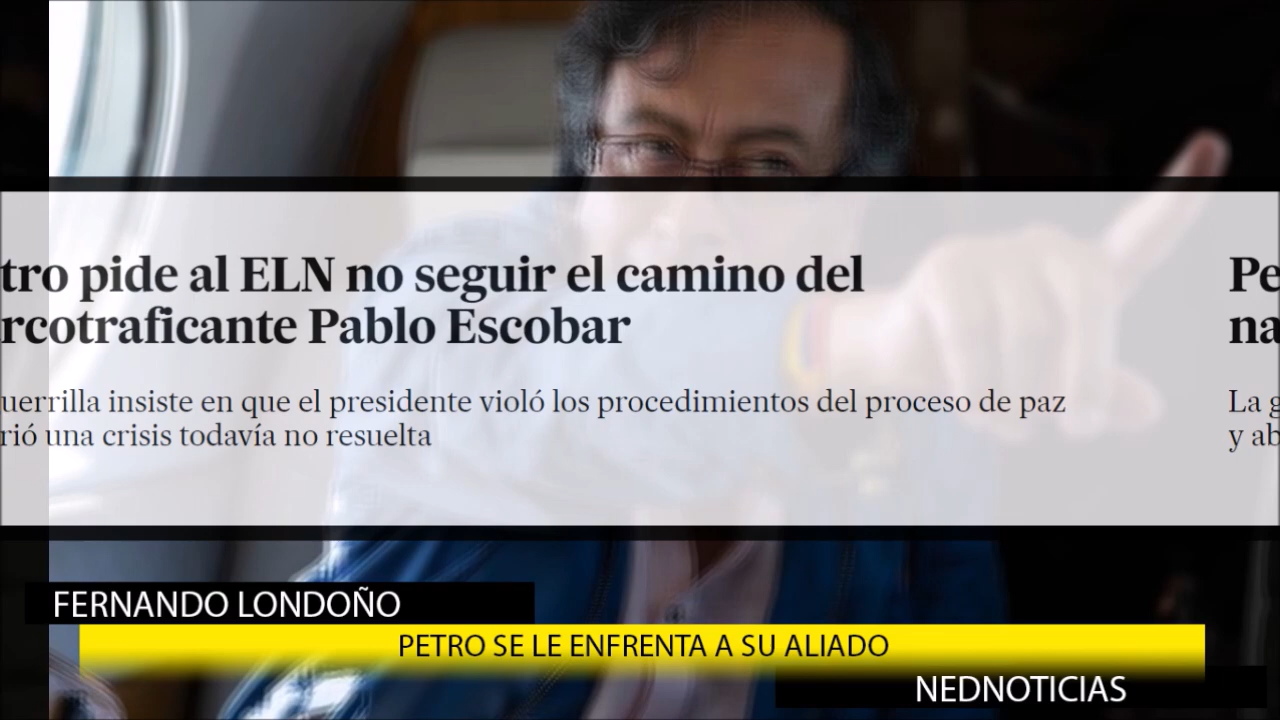 tro pide al ELN no seguir el camino del
rcotraficante Pablo Escobar
uerrilla insiste en que el presidente violó los procedimientos del proceso de paz
rió una crisis todavía no resuelta
Pe
na
La g
y ab
FERNANDO LONDOÑO
PETRO SE LE ENFRENTA A SU ALIADO
NEDNOTICIAS